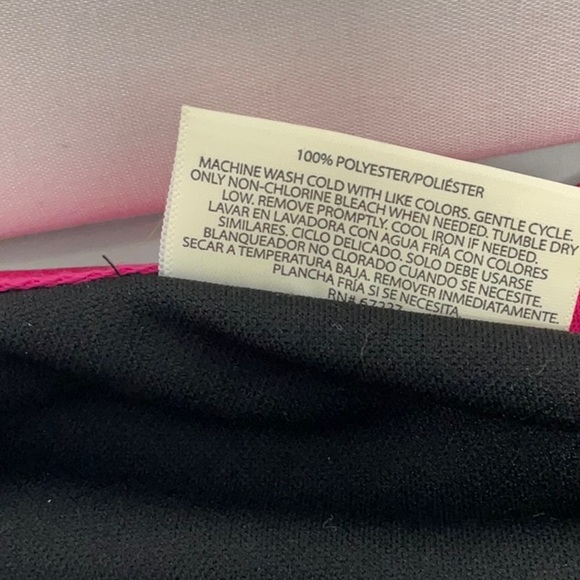 100% POLYESTER/POLIÉSTER
MACHINE WASH COLD WITH LIKE COLORS. GENTLE CYCLE.
ONLY NON-CHLORINE BLEACH WHEN NEEDED. TUMBLE DRY
LOW. REMOVE PROMPTLY. COOL IRON IF NEEDED.
LAVAR EN LAVADORA CON AGUA FRÍA CON COLORES
SIMILARES. CICLO DELICADO. SOLO DEBE USARSE
BLANQUEADOR NO CLORADO CUANDO SE NECESITE.
SECAR A TEMPERATURA BAJA. REMOVER INMEDIATAMENTE.
PLANCHA FRÍA SI SE NECESITA
RN#